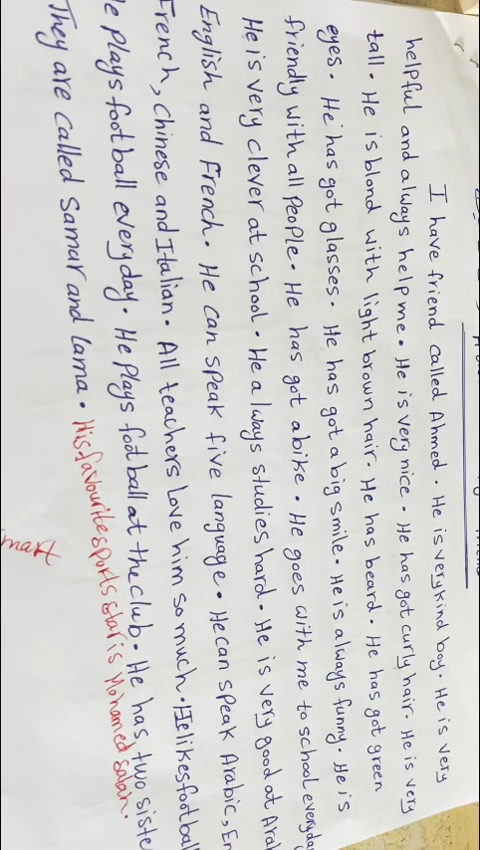 I have friend called Ahmed. He is very kind boy. He is very
helpful and always help me. He is very nice. He has got curly hair. He is very
tall. He is blond with light brown hair. He has beard. He has got green
eyes. He has got glasses. He has got a big smile. He is always funny. He is
friendly with all people. He has got a bike. He goes with me to school everyday
He is very clever at school. He always studies hard. He is very good at Arab
English and French. He can speak five language. He can speak Arabic, En
French, Chinese and Italian. All teachers love him so much. He likes football
He plays football everyday. He plays football at the club. He has two siste
They are called Samar and Lama. His favourite sports star is Mohamed Salah.
mart